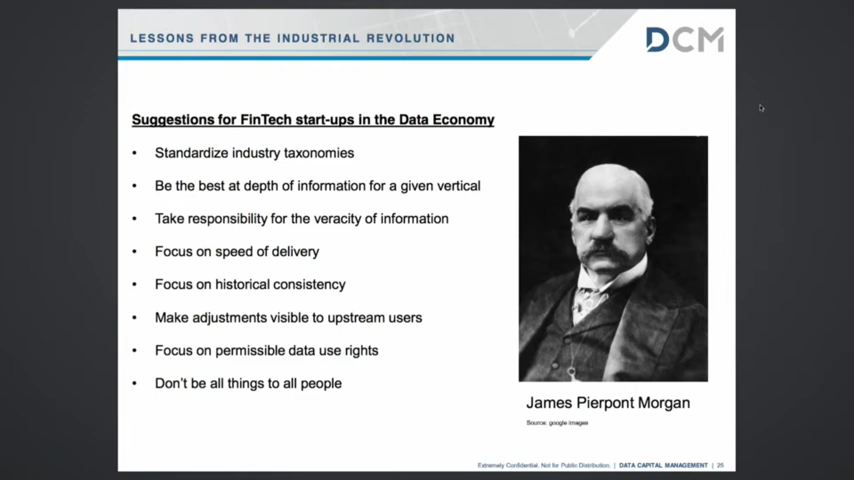 LESSONS FROM THE INDUSTRIAL REVOLUTION
DCM
Suggestions for FinTech start-ups in the Data Economy
• Standardize industry taxonomies
• Be the best at depth of information for a given vertical
• Take responsibility for the veracity of information
• Focus on speed of delivery
• Focus on historical consistency
• Make adjustments visible to upstream users
• Focus on permissible data use rights
• Don't be all things to all people
James Pierpont Morgan
Source: google images
Extremely Confidential. Not for Public Distribution. | DATA CAPITAL MANAGEMENT | 25